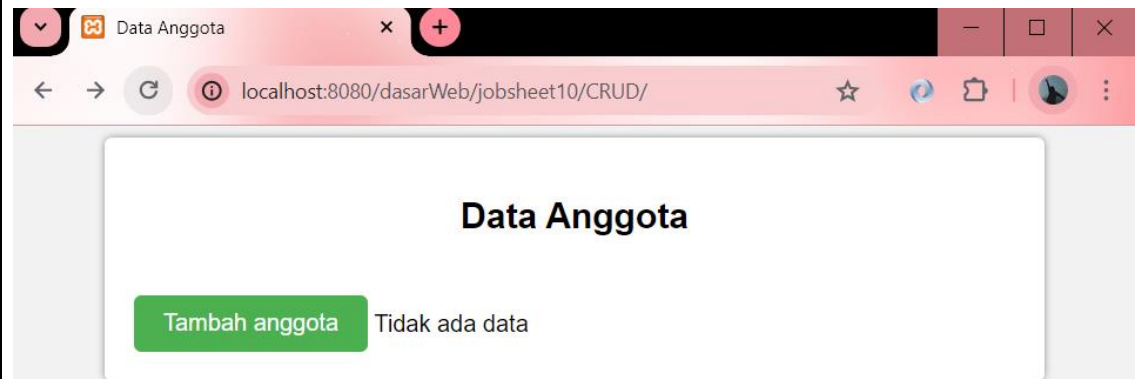 Data Anggota
localhost:8080/dasarWeb/jobsheet10/CRUD/
Data Anggota
Tambah anggota Tidak ada data